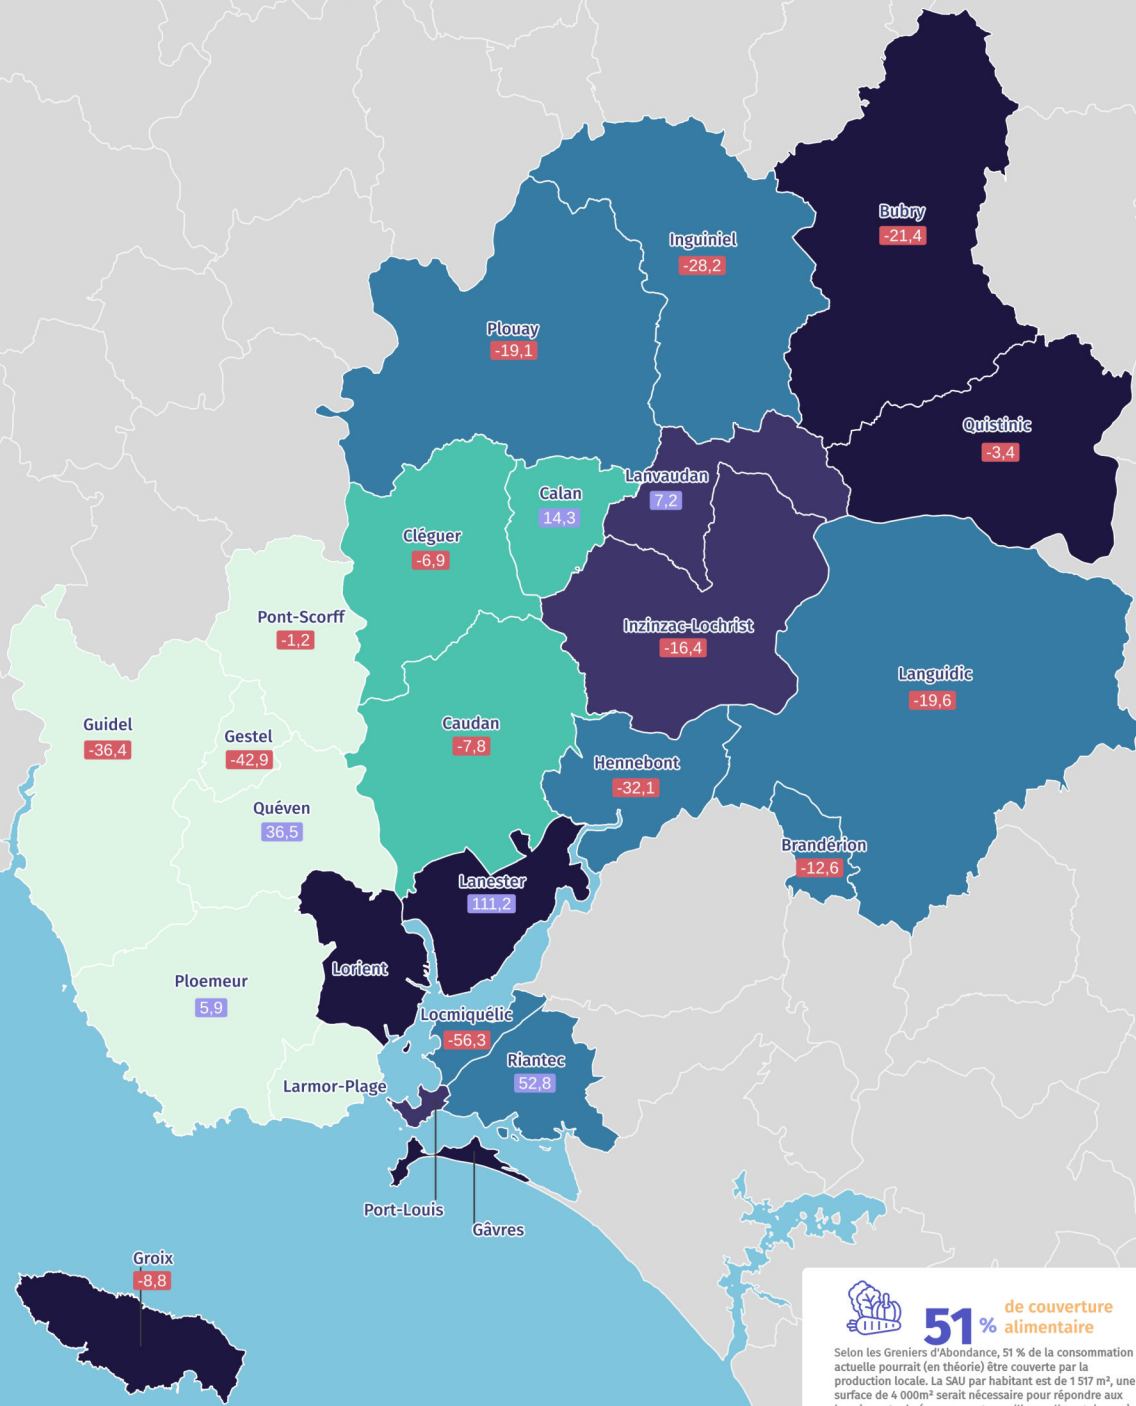 Bubry
-21,4
Inguiniel
-28,2
Plouay
-19,1
Quistinic
-3,4
Lanvaudan
7,2
Calan
14,3
Cléguer
-6,9
Pont-Scorff
-1,2
Inzinzac-Lochrist
-16,4
Languidic
-19,6
Guidel
-36,4
Gestel
-42,9
Caudan
-7,8
Hennebont
-32,1
Quéven
36,5
Brandérion
-12,6
Lanester
111,2
Lorient
Ploemeur
5,9
Locmiquélic
-56,3
Riantec
52,8
Larmor-Plage
Port-Louis
Gâvres
Groix
-8,8
51 % de couverture
alimentaire
Selon les Greniers d'Abondance, 51 % de la consommation
actuelle pourrait (en théorie) être couverte par la
production locale. La SAU par habitant est de 1 517 m², une
surface de 4 000m² serait nécessaire pour répondre aux